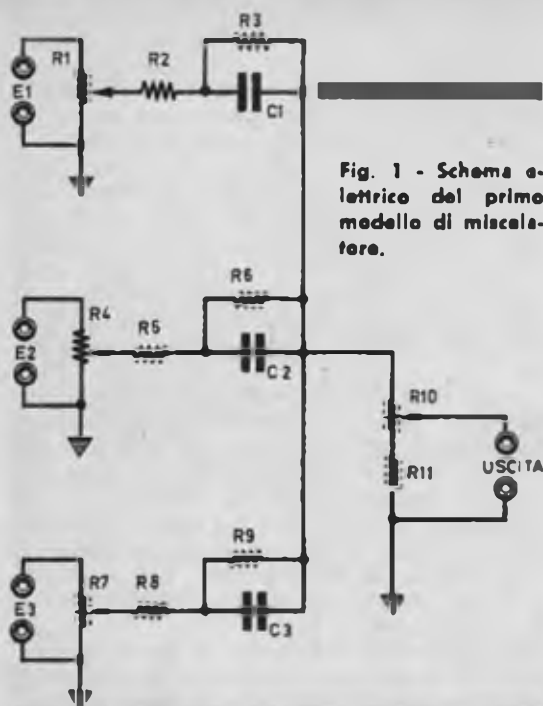 R3
R1
R2
E1
C1
Fig. 1 - Schema e-
lettrico del primo
modello di miscela-
tore.
R6
R4
R5
E2
C2
R10
R11
USCITA
R9
R7
R8
E3
C3